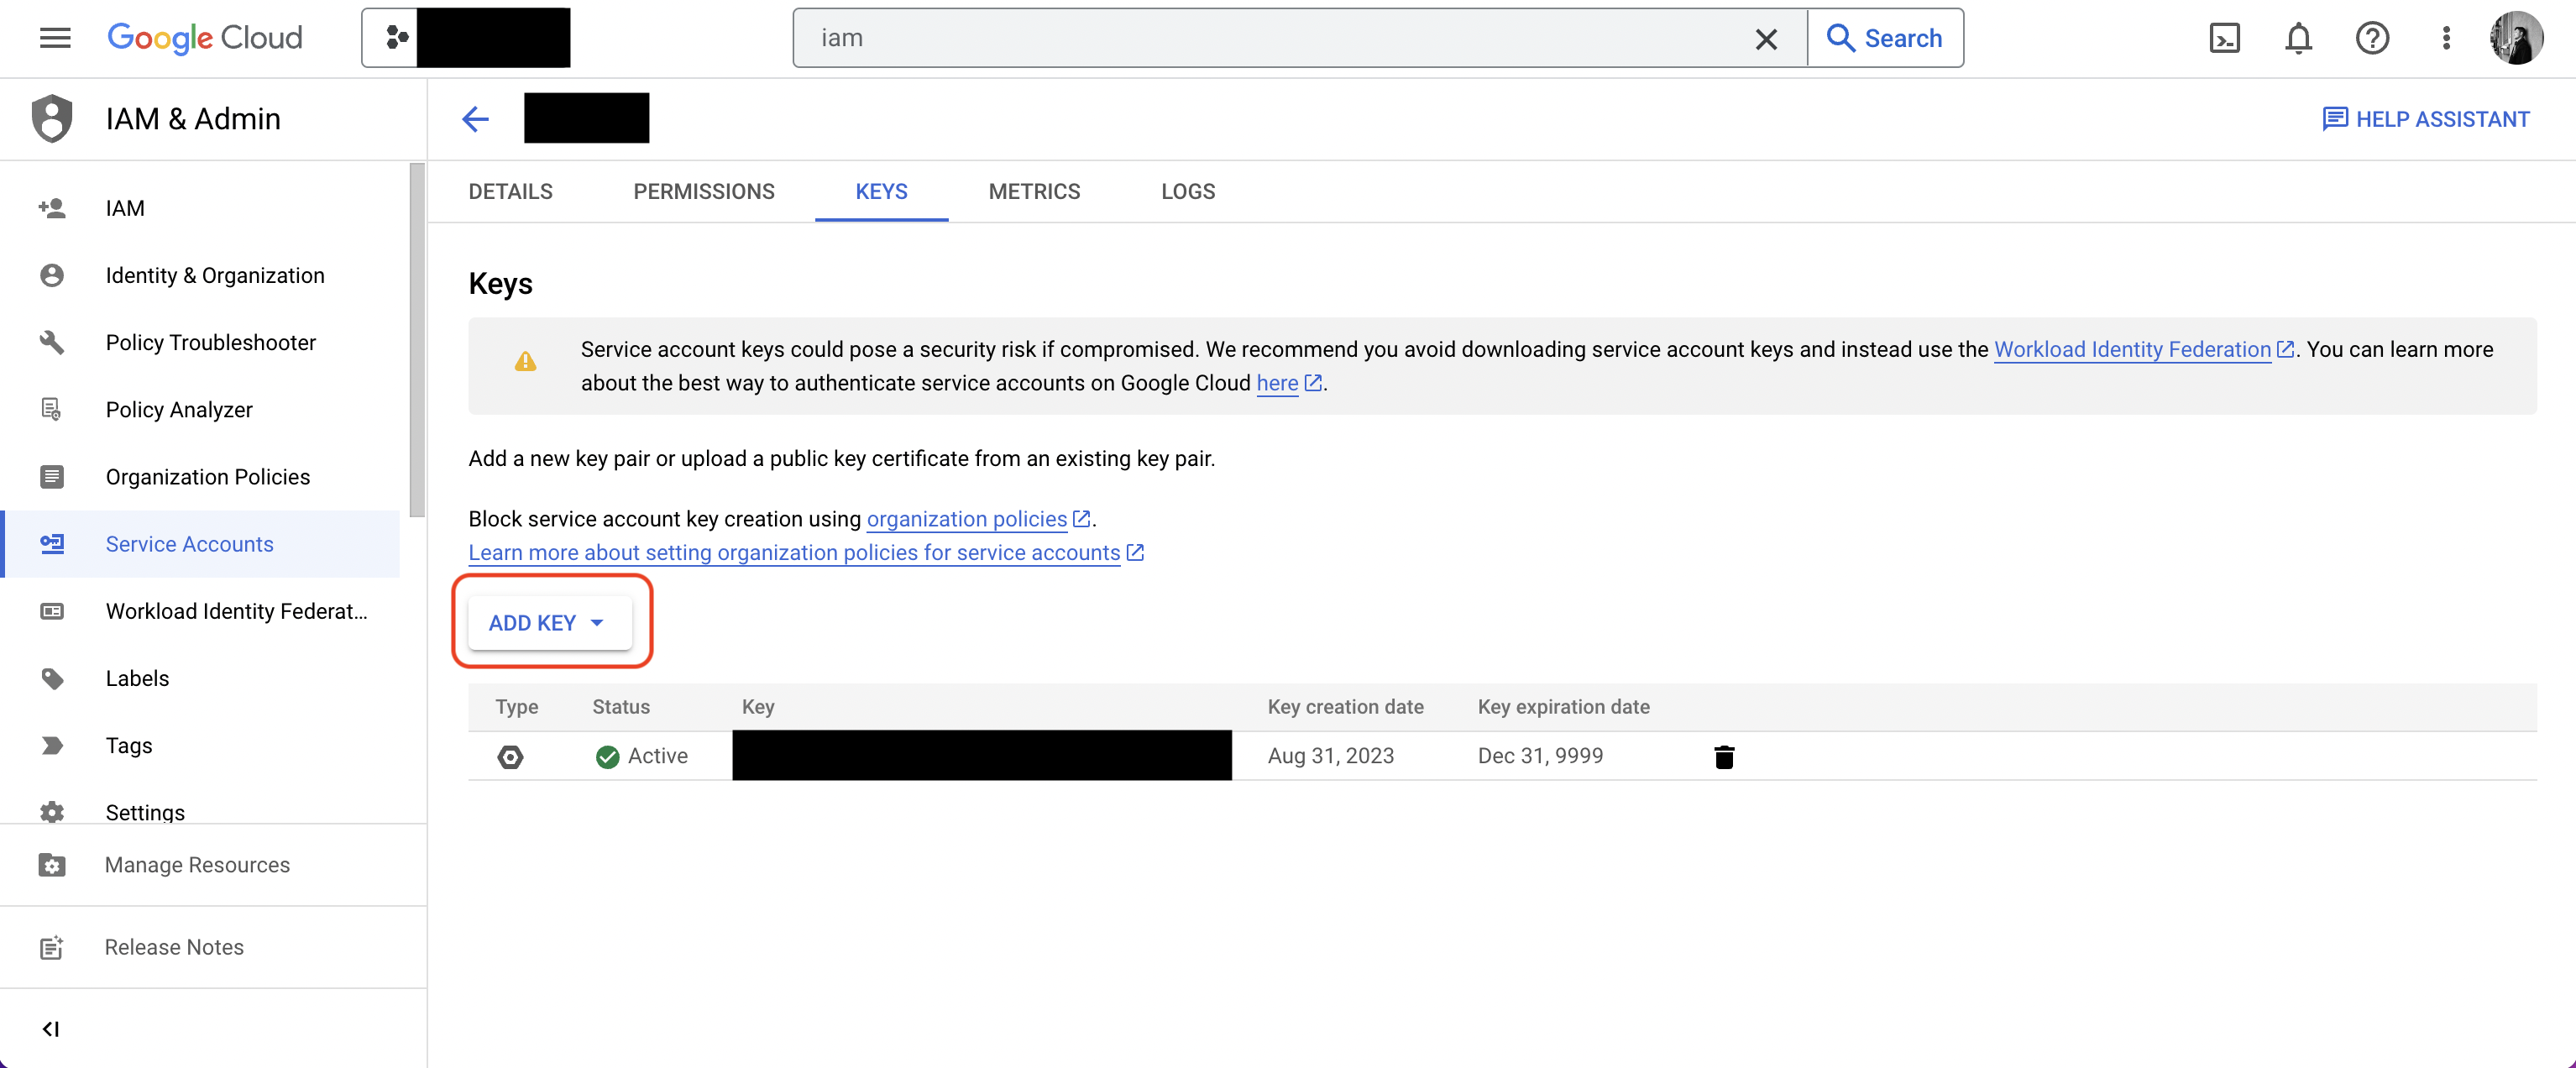 Google Cloud
iam
Search
IAM & Admin
HELP ASSISTANT
IAM
Identity & Organization
Policy Troubleshooter
Policy Analyzer
Organization Policies
Service Accounts
Workload Identity Federat...
Labels
Tags
Settings
Manage Resources
Release Notes
DETAILS PERMISSIONS KEYS METRICS LOGS
Keys
Service account keys could pose a security risk if compromised. We recommend you avoid downloading service account keys and instead use the Workload Identity Federation. You can learn more
about the best way to authenticate service accounts on Google Cloud here.
Add a new key pair or upload a public key certificate from an existing key pair.
Block service account key creation using organization policies.
Learn more about setting organization policies for service accounts
ADD KEY
Type Status Key Key creation date Key expiration date
Active Aug 31, 2023 Dec 31, 9999